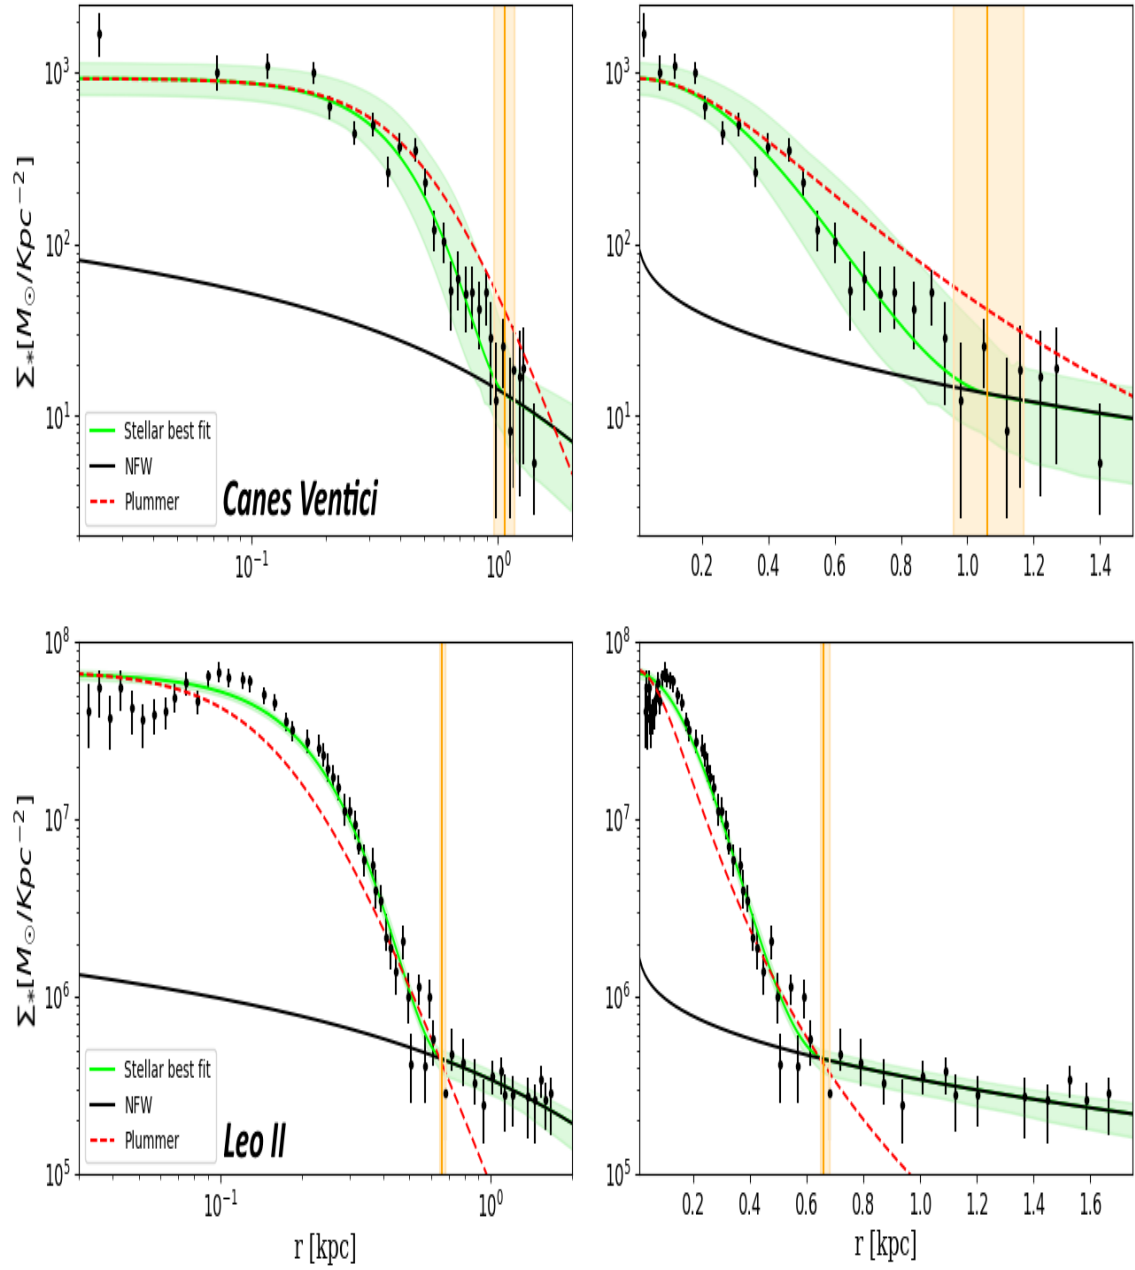 Σ∗[M⊙/Kpc⁻²]
10³
10²
10¹
Stellar best fit
NFW
Plummer
Canes Ventici
10⁻¹ 10⁰
10³
10²
10¹
0.2 0.4 0.6 0.8 1.0 1.2 1.4
Σ∗[M⊙/Kpc⁻²]
10⁸
10⁷
10⁶
10⁵
Stellar best fit
NFW
Plummer
Leo II
10⁻¹ 10⁰
r [kpc]
10⁸
10⁷
10⁶
10⁵
0.2 0.4 0.6 0.8 1.0 1.2 1.4 1.6
r [kpc]